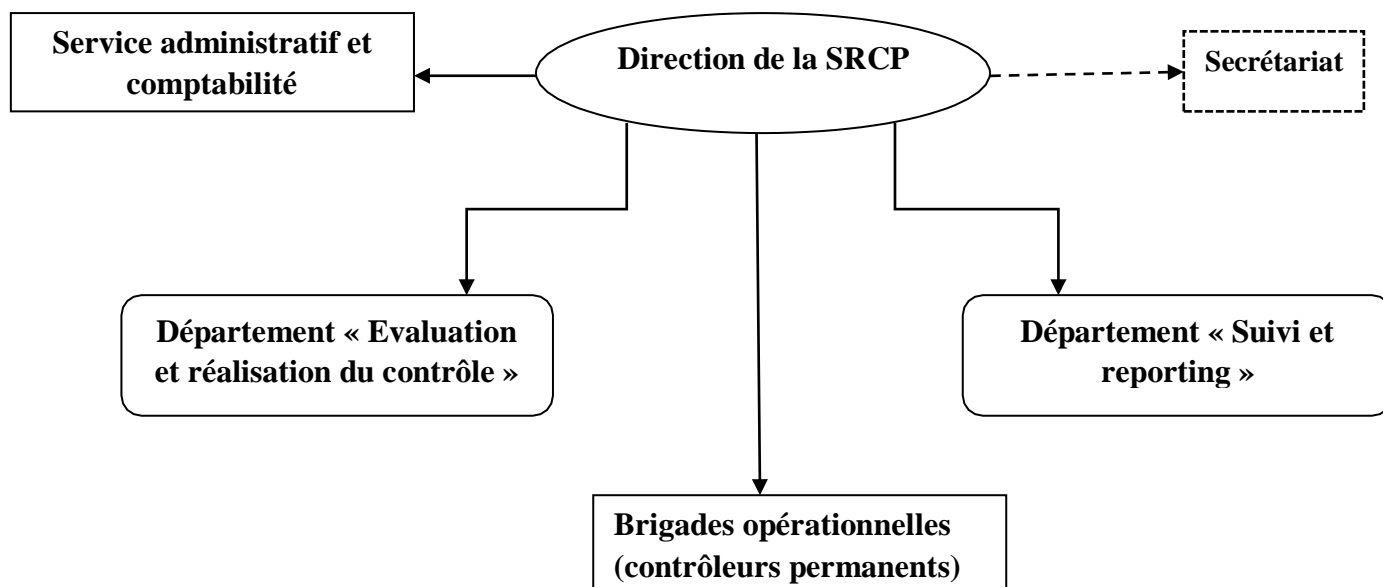 Service administratif et
comptabilité
Direction de la SRCP
Secrétariat
Département « Evaluation
et réalisation du contrôle »
Département « Suivi et
reporting »
Brigades opérationnelles
(contrôleurs permanents)